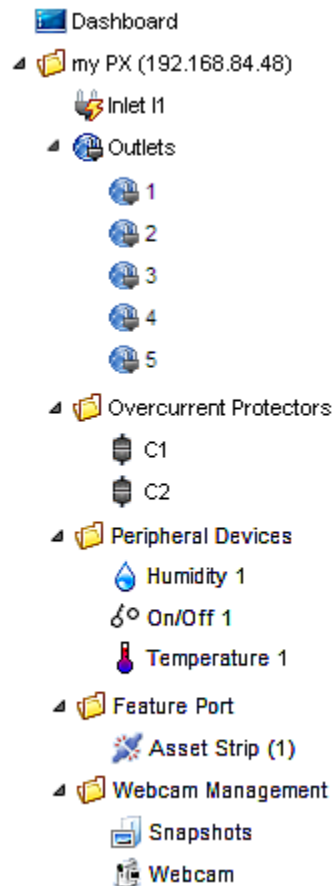 Dashboard
my PX (192.168.84.48)
Inlet I1
Outlets
1
2
3
4
5
Overcurrent Protectors
C1
C2
Peripheral Devices
Humidity 1
On/Off 1
Temperature 1
Feature Port
Asset Strip (1)
Webcam Management
Snapshots
Webcam